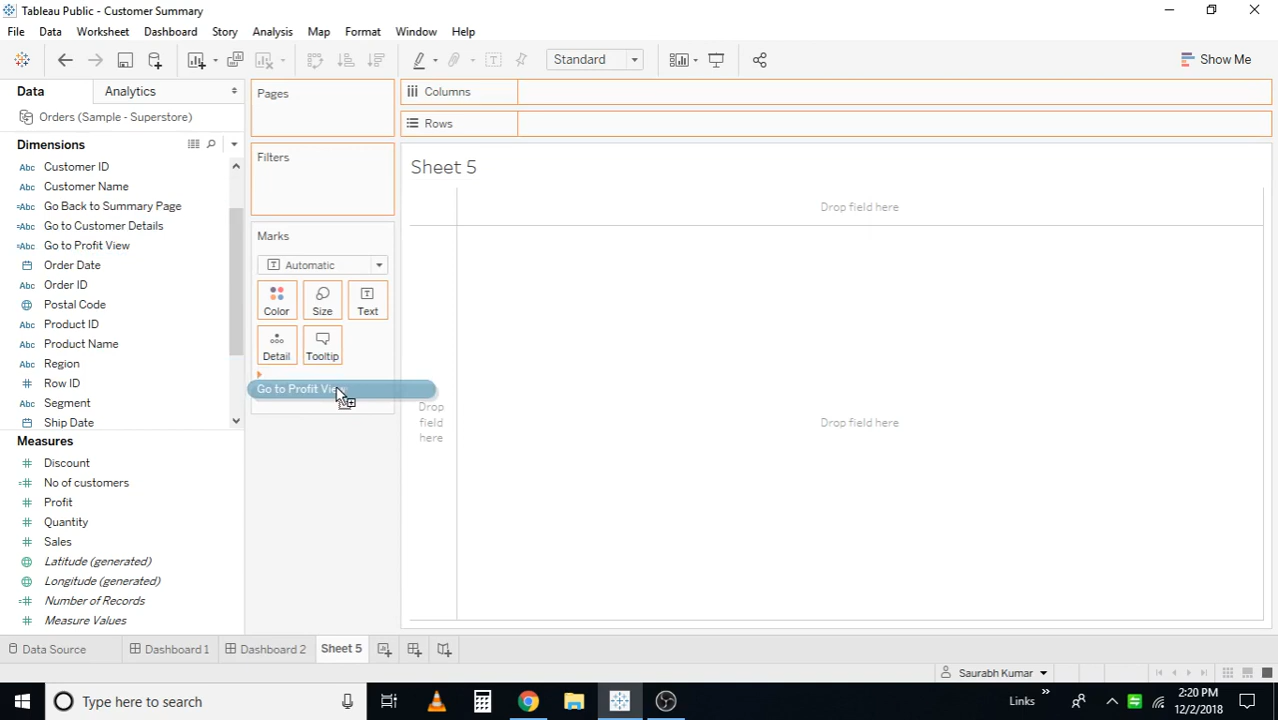 Tableau Public - Customer Summary
File Data Worksheet Dashboard Story Analysis Map Format Window Help
Standard
Show Me
Data Analytics
Orders (Sample - Superstore)
Dimensions
Customer ID
Customer Name
Go Back to Summary Page
Go to Customer Details
Go to Profit View
Order Date
Order ID
Postal Code
Product ID
Product Name
Region
Row ID
Segment
Ship Date
Measures
Discount
No of customers
Profit
Quantity
Sales
Latitude (generated)
Longitude (generated)
Number of Records
Measure Values
Pages
Filters
Marks
Automatic
Color Size Text
Detail Tooltip
Go to Profit View
Columns
Rows
Sheet 5
Drop field here
Drop
field
here
Drop field here
Data Source Dashboard 1 Dashboard 2 Sheet 5
Saurabh Kumar
Type here to search
Links
2:20 PM
12/2/2018